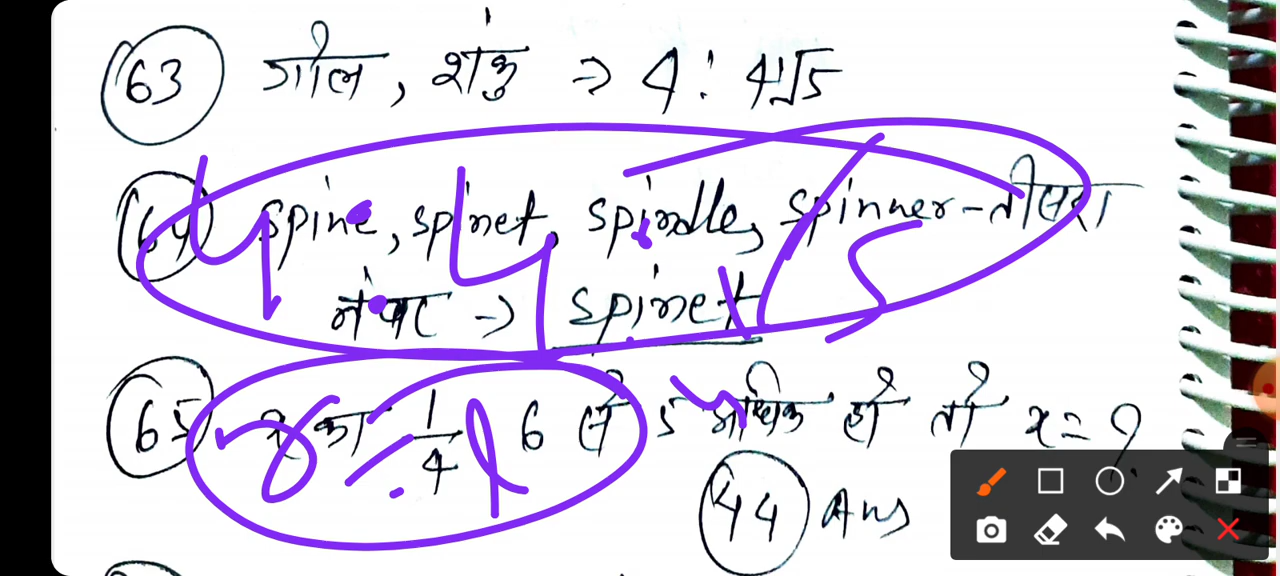 63 गोल, शंकु ⇒ 4 : 4√5
64 spine, spinet, spindle, spinner - तीसरा
नंबर → spinet
65 x का 1/4 6 से 5 अधिक हो तो x = ?
44 Ans